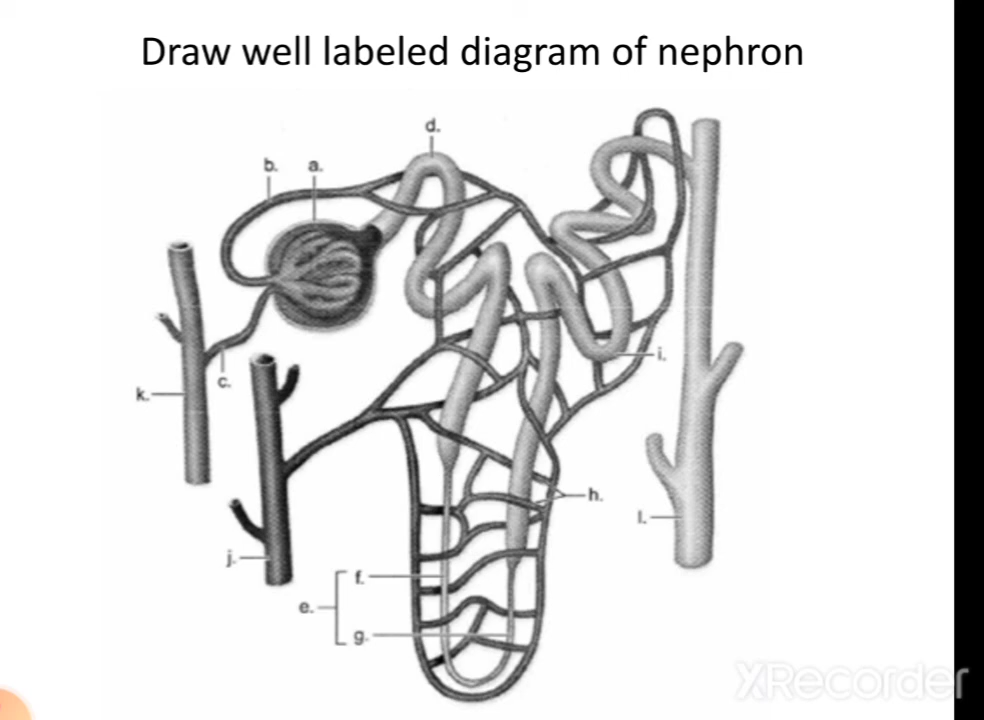 Draw well labeled diagram of nephron
d.
b. a.
c.
k.
i.
h.
l.
j.
f.
e.
g.
XRecorder